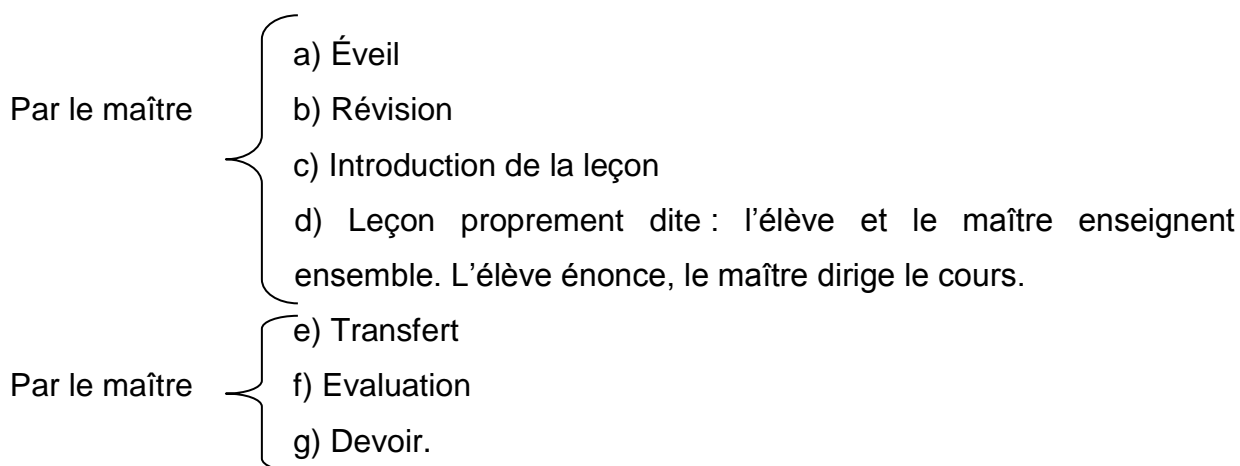 a) Éveil
Par le maître b) Révision
c) Introduction de la leçon
d) Leçon proprement dite : l’élève et le maître enseignent
ensemble. L’élève énonce, le maître dirige le cours.
e) Transfert
Par le maître f) Evaluation
g) Devoir.